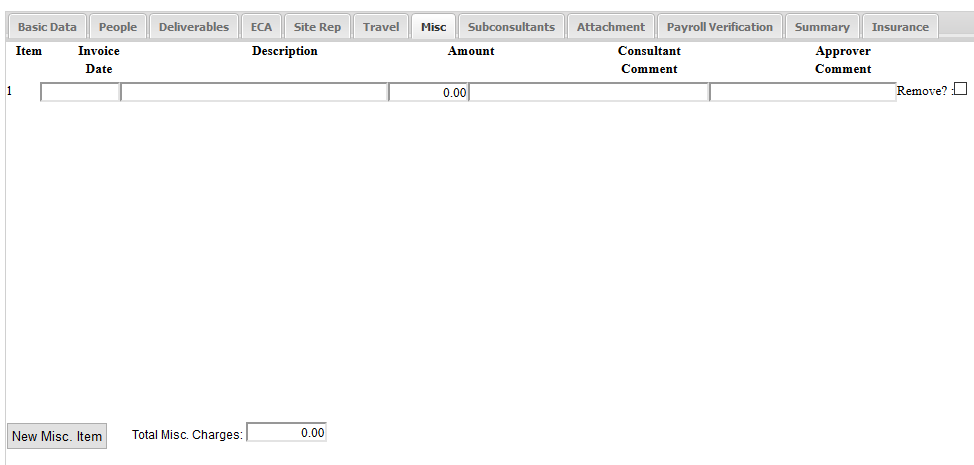 Basic Data People Deliverables ECA Site Rep Travel Misc Subconsultants Attachment Payroll Verification Summary Insurance
Item Invoice Date Description Amount Consultant Comment Approver Comment
1 0.00 Remove? :
New Misc. Item Total Misc. Charges: 0.00